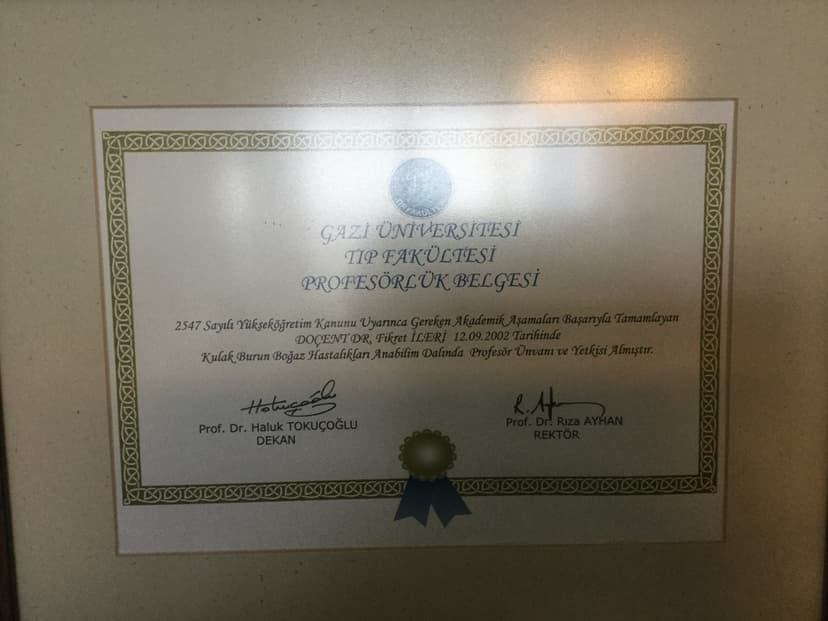 TIP FAKÜLTESİ
GAZİ ÜNİVERSİTESİ
TIP FAKÜLTESİ
PROFESÖRLÜK BELGESİ
2547 Sayılı Yükseköğretim Kanunu Uyarınca Gereken Akademik Aşamaları Başarıyla Tamamlayan
DOÇENT DR. Fikret İLERİ 12.09.2002 Tarihinde
Kulak Burun Boğaz Hastalıkları Anabilim Dalında Profesör Ünvanı ve Yetkisi Almıştır.
Prof. Dr. Haluk TOKUÇOĞLU
DEKAN
Prof. Dr. Rıza AYHAN
REKTÖR